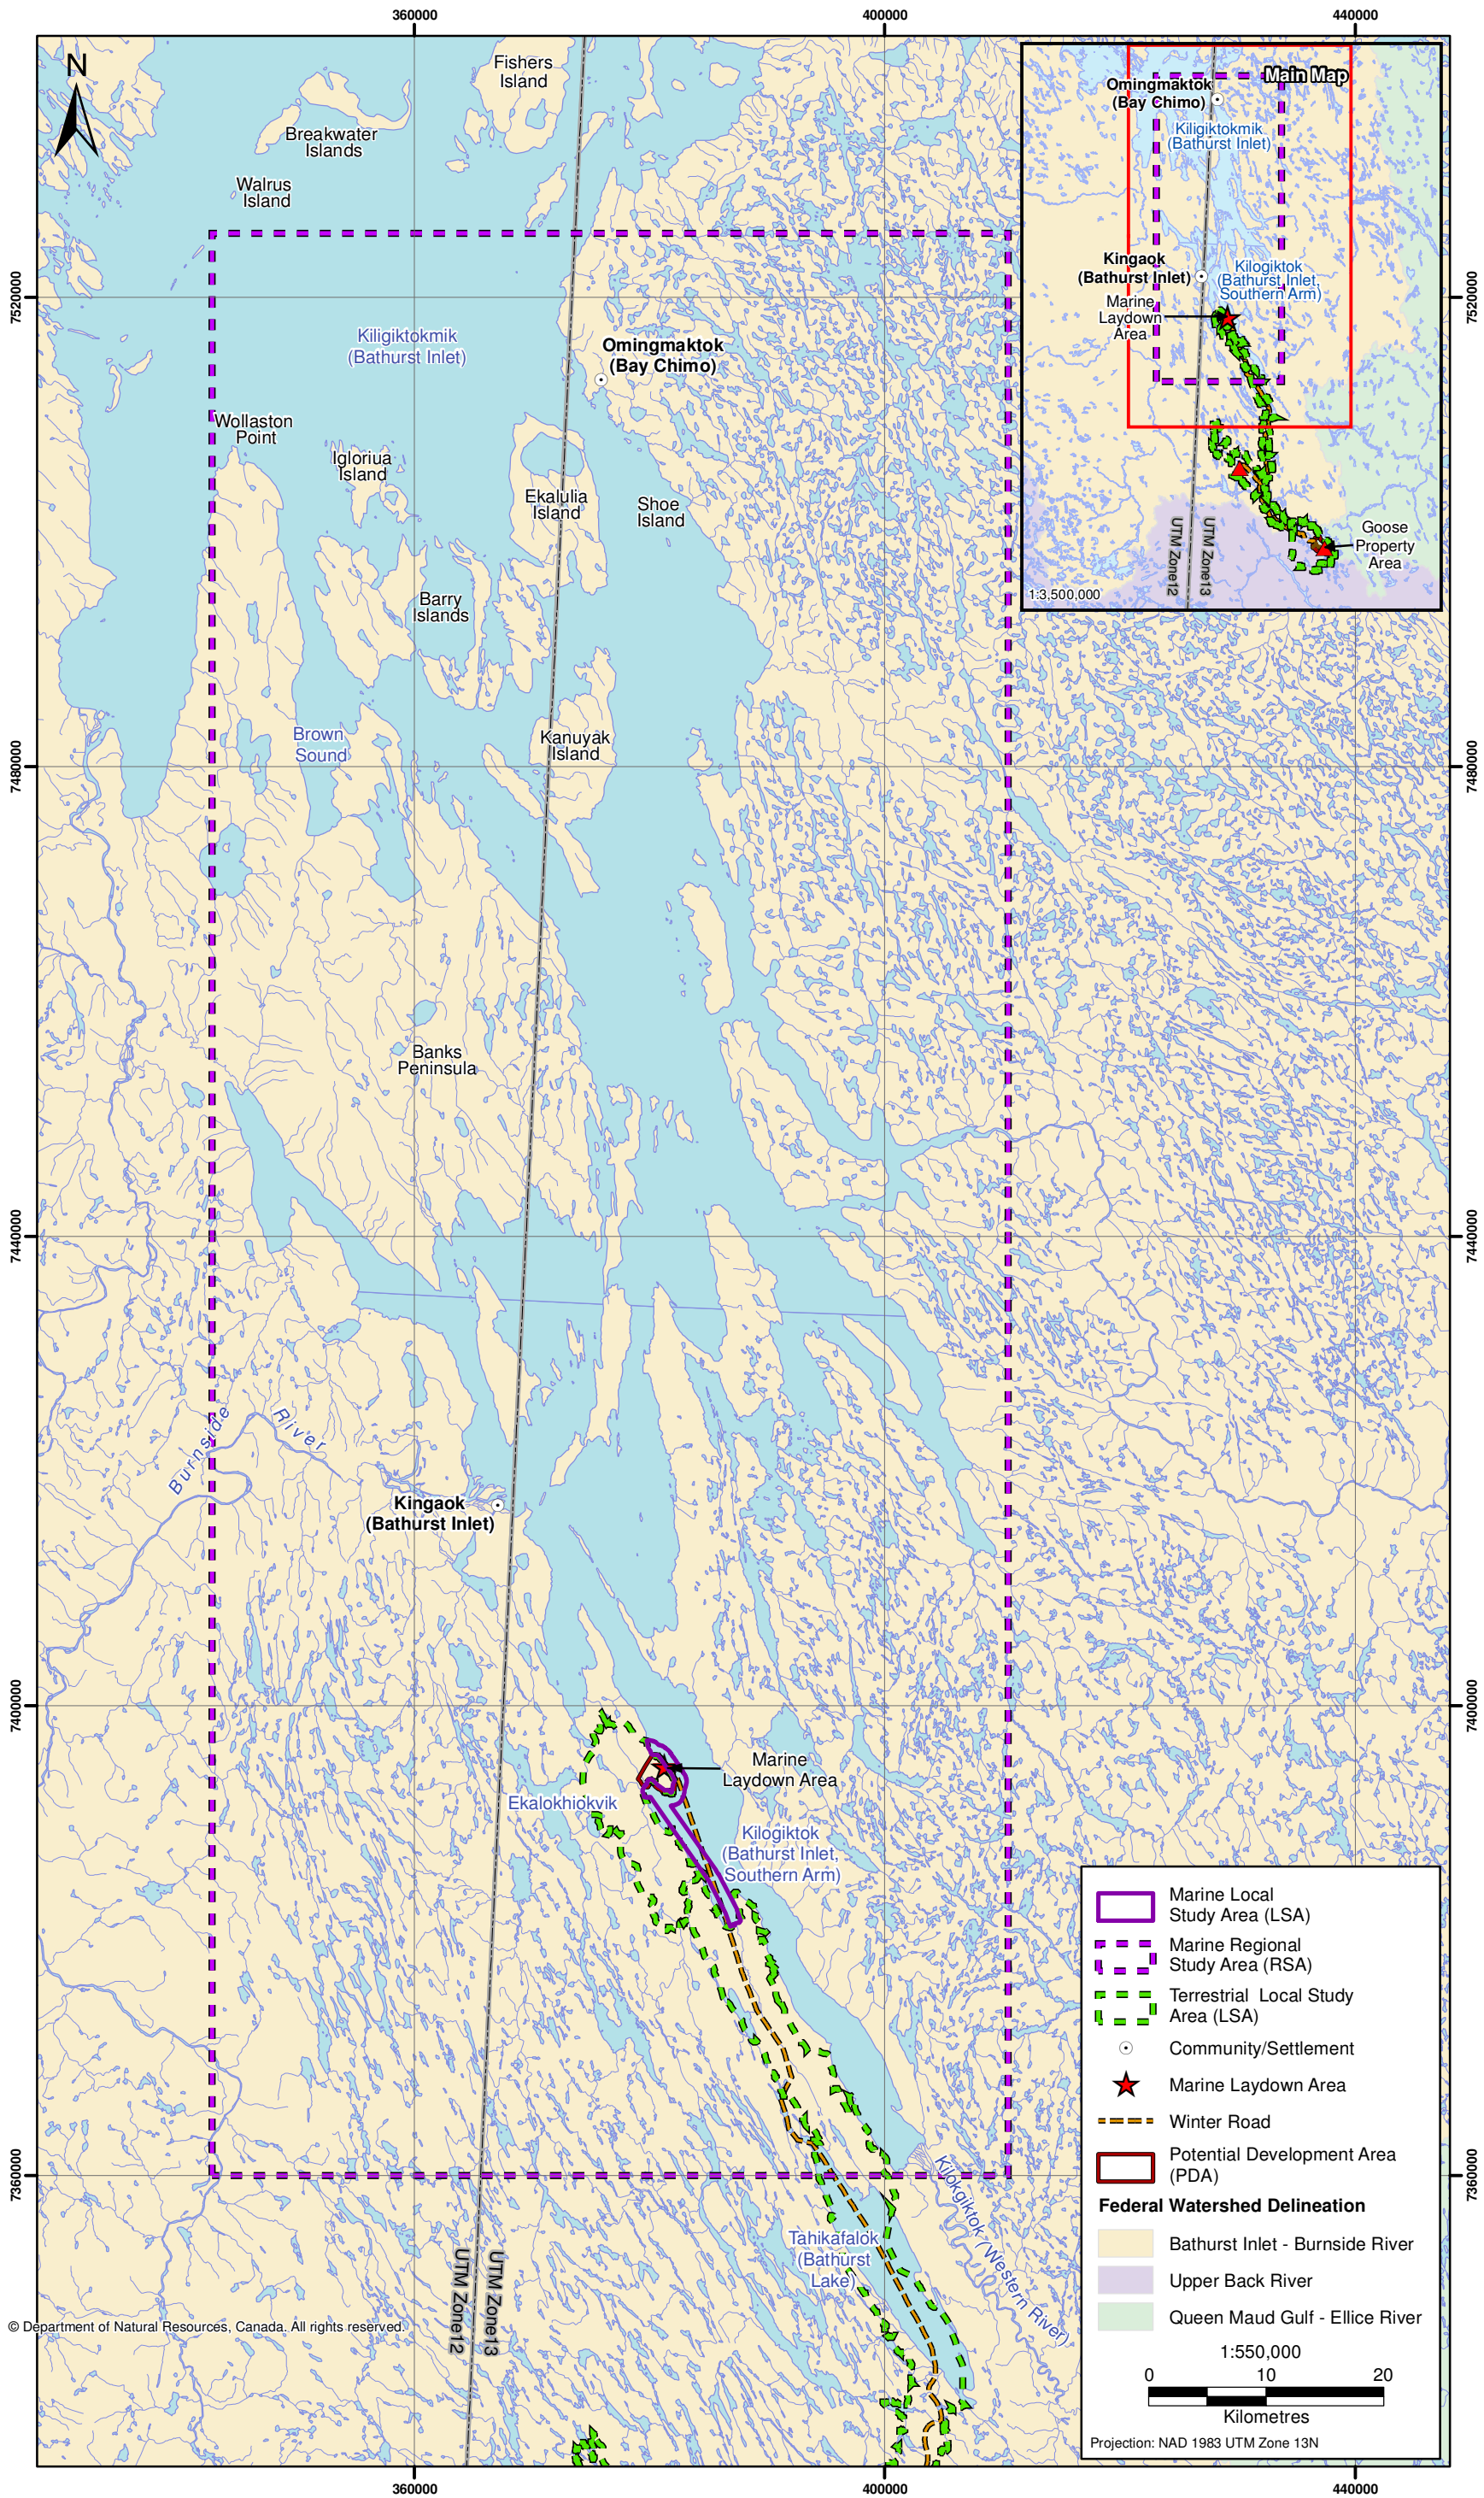 360000
400000
440000
N
Fishers
Island
Breakwater
Islands
Walrus
Island
Main Map
Omingmaktok
(Bay Chimo)
Kiligiktokmik
(Bathurst Inlet)
Kingaok
(Bathurst Inlet)
Kilogiktok
(Bathurst Inlet,
Southern Arm)
Marine
Laydown
Area
Goose
Property
Area
UTM Zone12
UTM Zone13
1:3,500,000
7520000
7520000
Kiligiktokmik
(Bathurst Inlet)
Omingmaktok
(Bay Chimo)
Wollaston
Point
Igloriua
Island
Ekalulia
Island
Shoe
Island
Barry
Islands
Brown
Sound
Kanuyak
Island
7480000
7480000
Banks
Peninsula
7440000
7440000
Burnside
River
Kingaok
(Bathurst Inlet)
7400000
7400000
Marine
Laydown Area
Ekalokhiokvik
Kilogiktok
(Bathurst Inlet,
Southern Arm)
7360000
7360000
Kilokgiktok (Western River)
Tahikafalok
(Bathurst
Lake)
UTM Zone12
UTM Zone13
© Department of Natural Resources, Canada. All rights reserved.
Marine Local
Study Area (LSA)
Marine Regional
Study Area (RSA)
Terrestrial Local Study
Area (LSA)
Community/Settlement
Marine Laydown Area
Winter Road
Potential Development Area
(PDA)
Federal Watershed Delineation
Bathurst Inlet - Burnside River
Upper Back River
Queen Maud Gulf - Ellice River
1:550,000
0 10 20
Kilometres
Projection: NAD 1983 UTM Zone 13N
360000
400000
440000